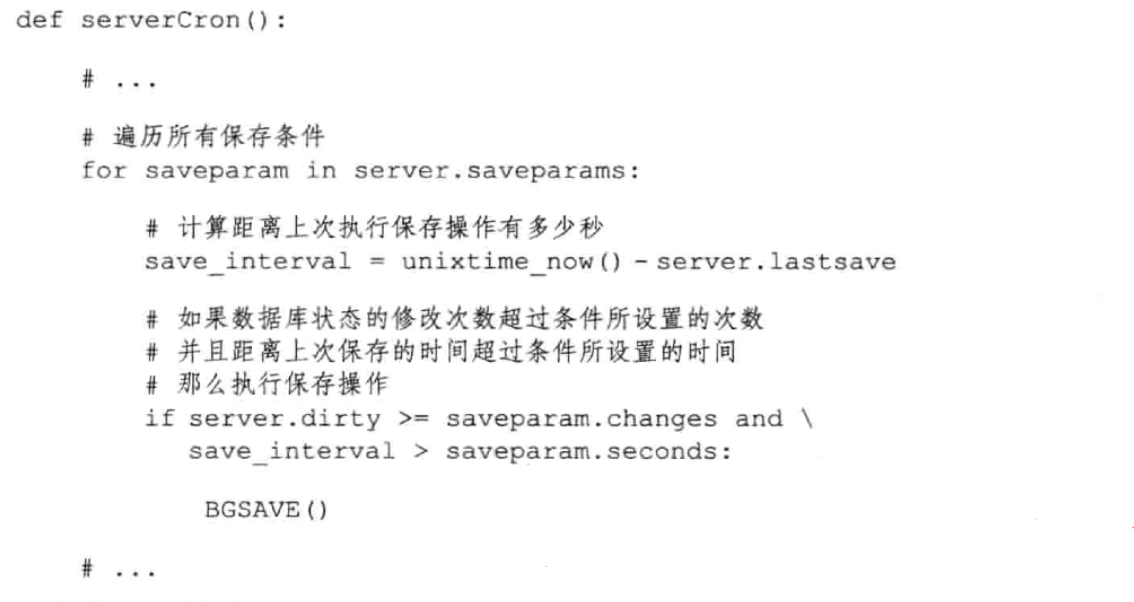 def serverCron():
# ...
# 遍历所有保存条件
for saveparam in server.saveparams:
# 计算距离上次执行保存操作有多少秒
save_interval = unixtime_now() - server.lastsave
# 如果数据库状态的修改次数超过条件所设置的次数
# 并且距离上次保存的时间超过条件所设置的时间
# 那么执行保存操作
if server.dirty >= saveparam.changes and \
save_interval > saveparam.seconds:
BGSAVE()
# ...